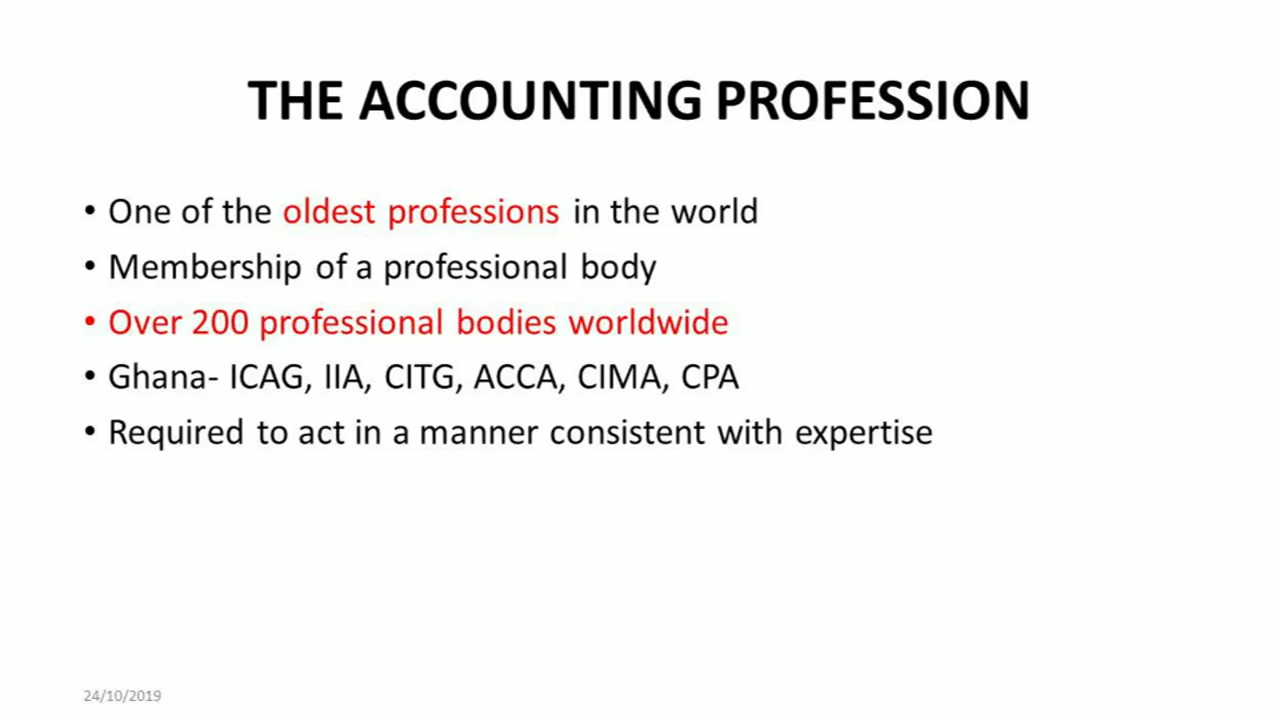 THE ACCOUNTING PROFESSION
• One of the oldest professions in the world
• Membership of a professional body
• Over 200 professional bodies worldwide
• Ghana- ICAG, IIA, CITG, ACCA, CIMA, CPA
• Required to act in a manner consistent with expertise
24/10/2019